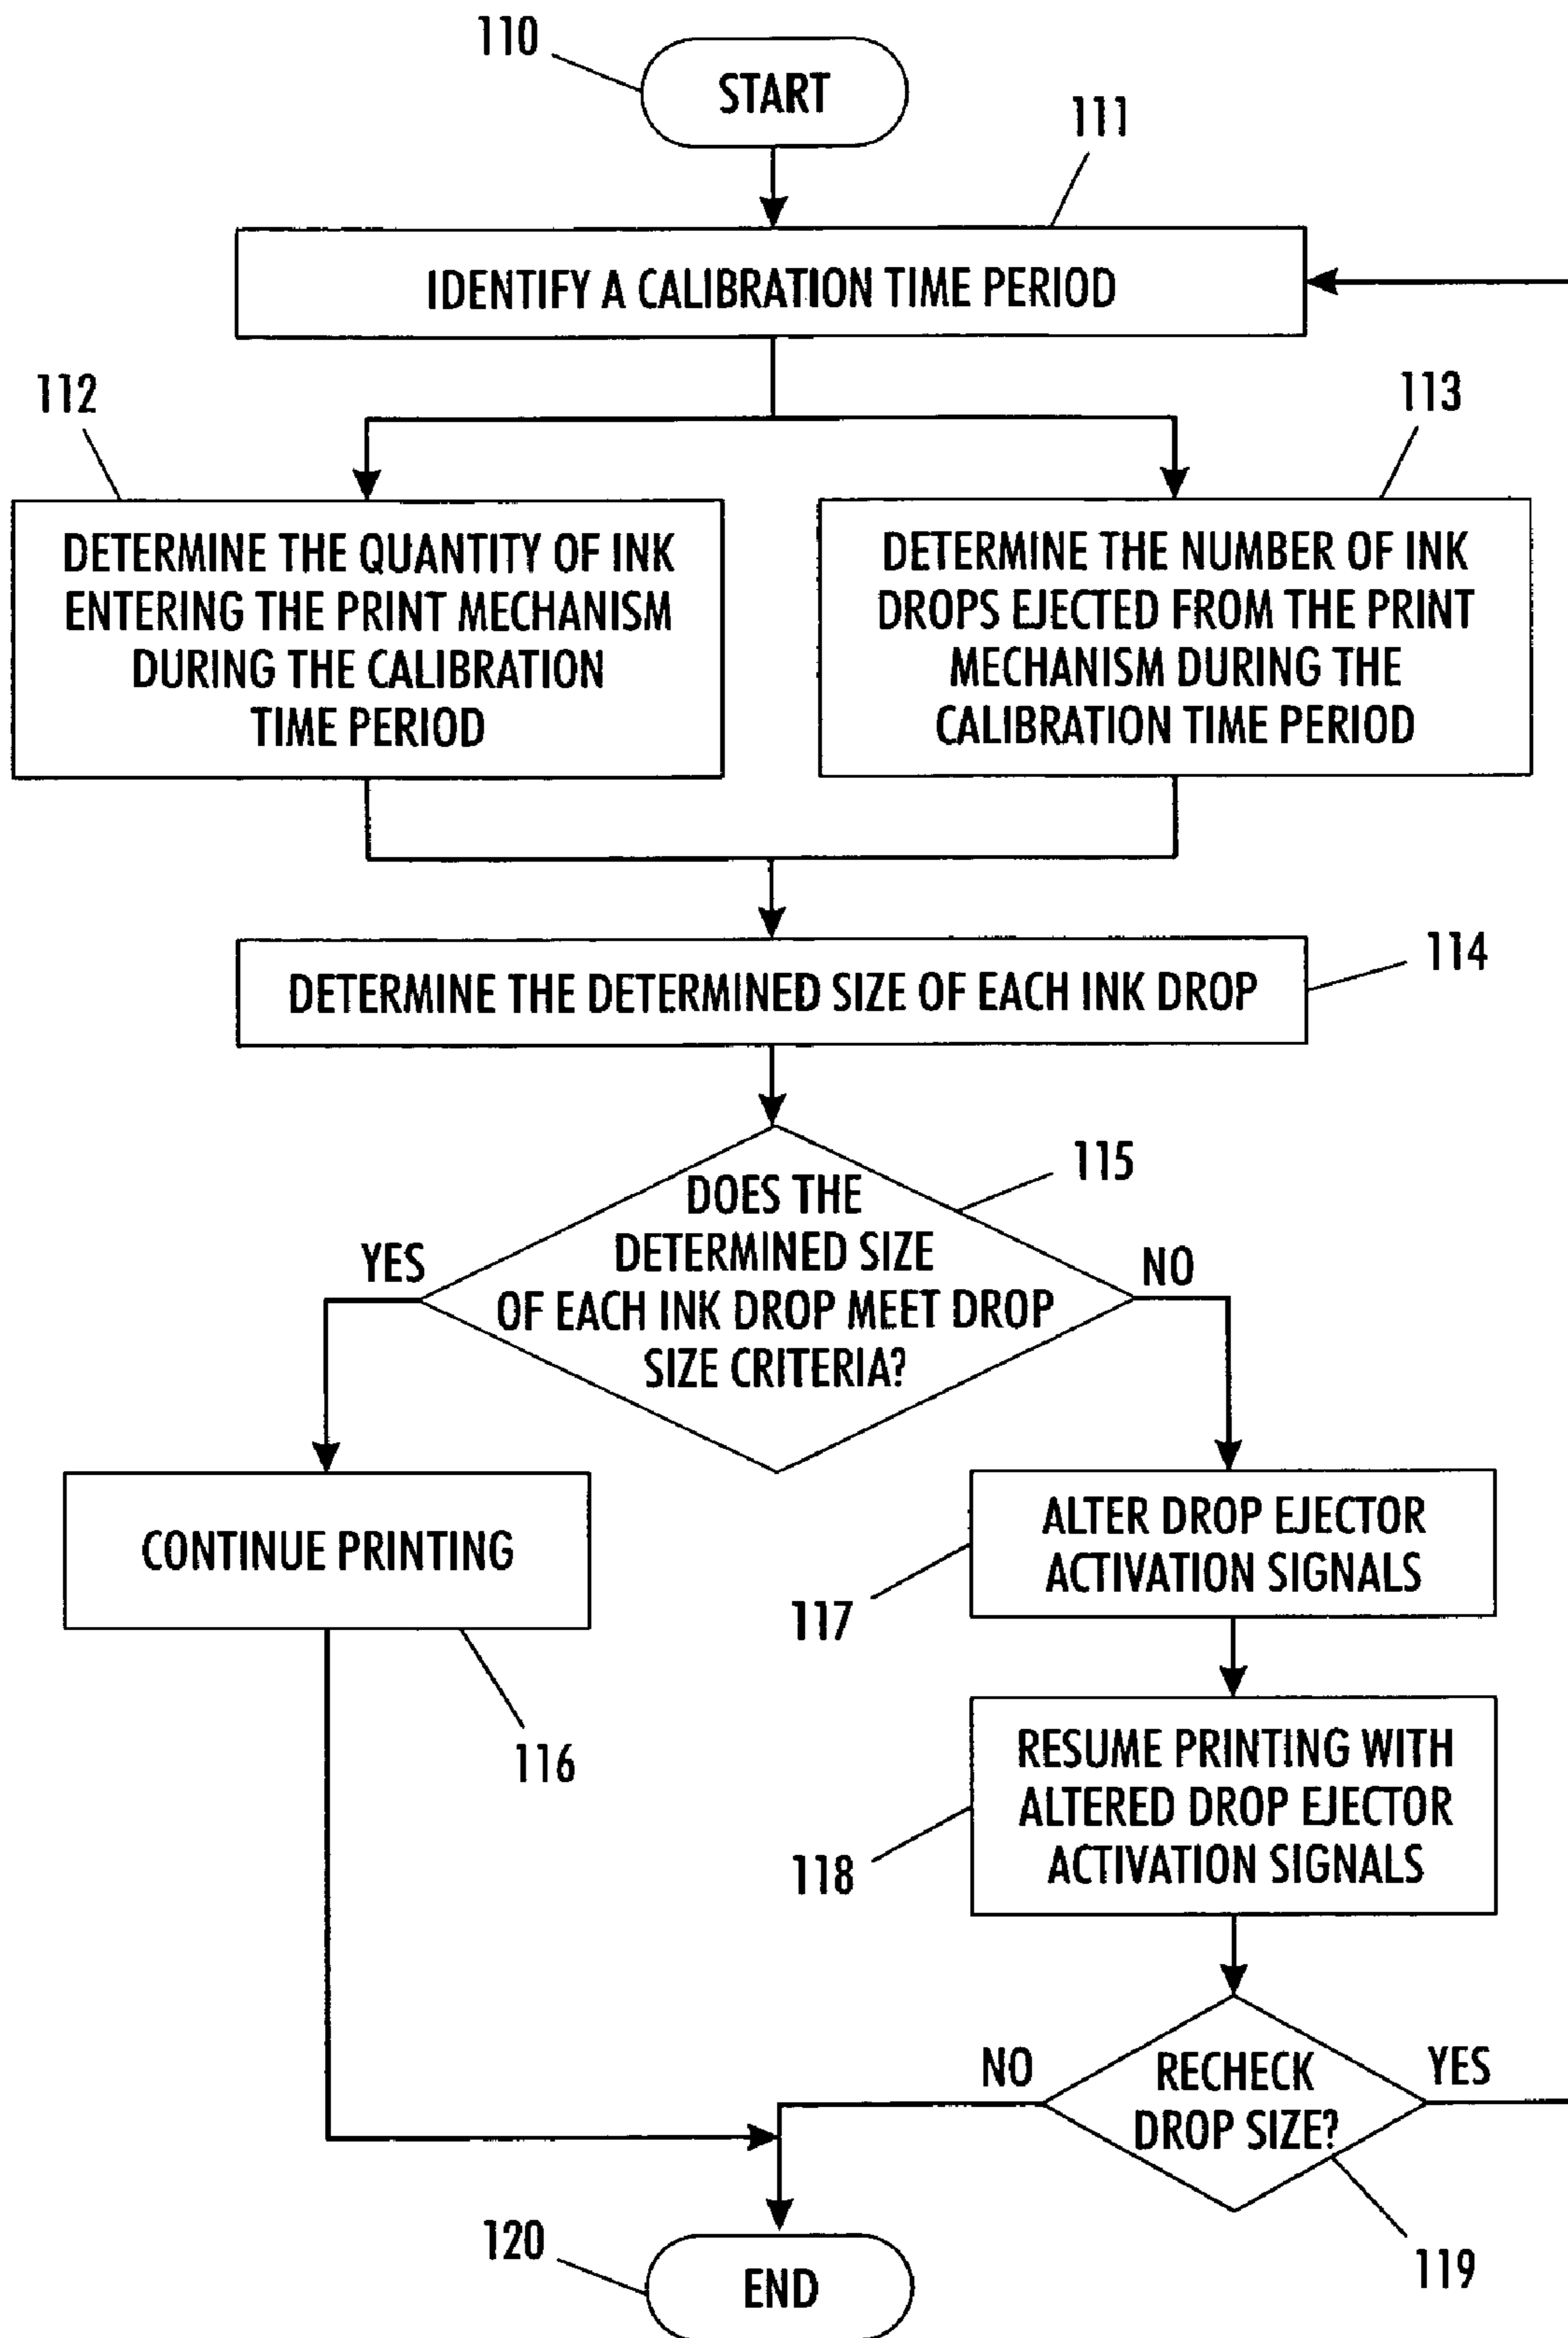 110
START
111
IDENTIFY A CALIBRATION TIME PERIOD
112
113
DETERMINE THE QUANTITY OF INK
ENTERING THE PRINT MECHANISM
DURING THE CALIBRATION
TIME PERIOD
DETERMINE THE NUMBER OF INK
DROPS EJECTED FROM THE PRINT
MECHANISM DURING THE
CALIBRATION TIME PERIOD
DETERMINE THE DETERMINED SIZE OF EACH INK DROP
114
DOES THE
DETERMINED SIZE
OF EACH INK DROP MEET DROP
SIZE CRITERIA?
115
YES
NO
CONTINUE PRINTING
116
ALTER DROP EJECTOR
ACTIVATION SIGNALS
117
RESUME PRINTING WITH
ALTERED DROP EJECTOR
ACTIVATION SIGNALS
118
NO
RECHECK
DROP SIZE?
YES
119
120
END